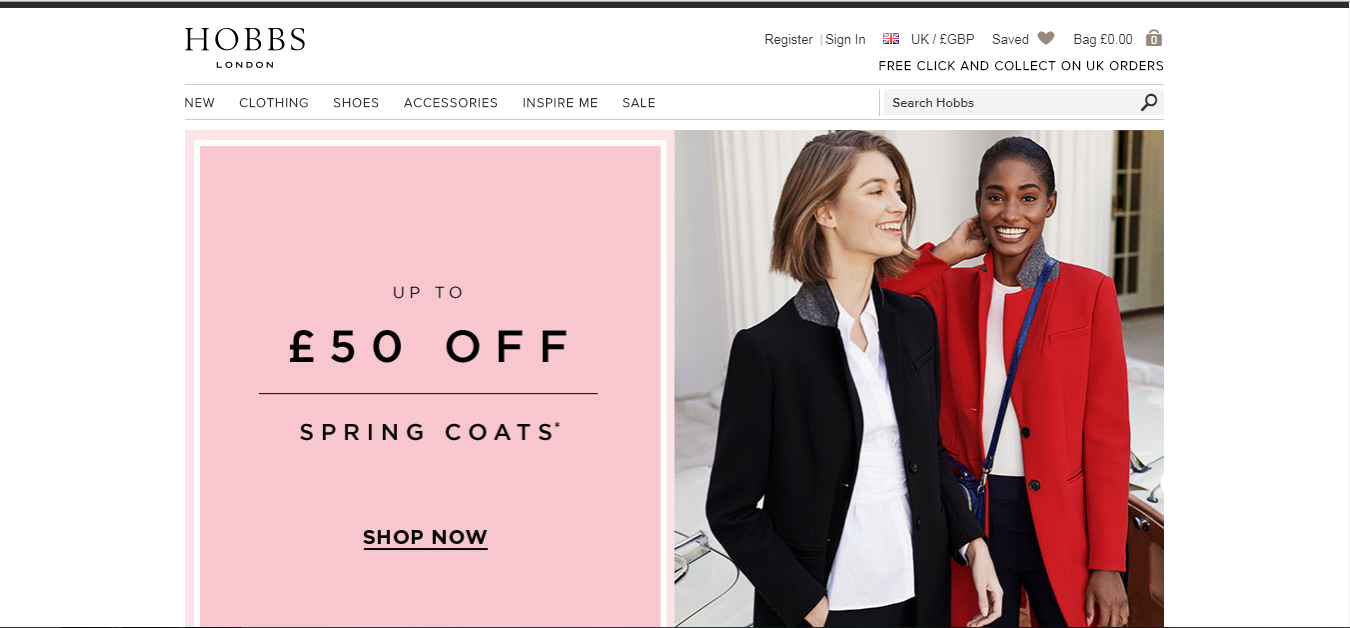 HOBBS
LONDON
Register | Sign In UK / £GBP Saved Bag £0.00 0
FREE CLICK AND COLLECT ON UK ORDERS
NEW CLOTHING SHOES ACCESSORIES INSPIRE ME SALE
Search Hobbs
UP TO
£50 OFF
SPRING COATS*
SHOP NOW